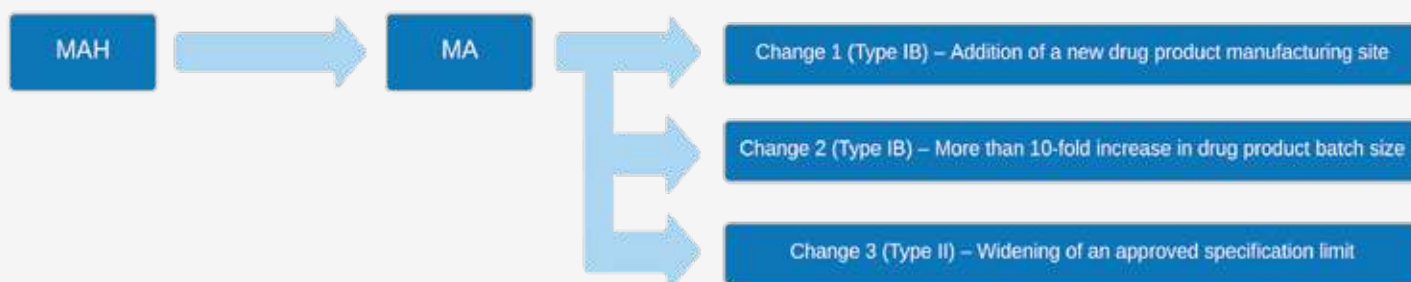 MAH
MA
Change 1 (Type IB) – Addition of a new drug product manufacturing site
Change 2 (Type IB) – More than 10-fold increase in drug product batch size
Change 3 (Type II) – Widening of an approved specification limit